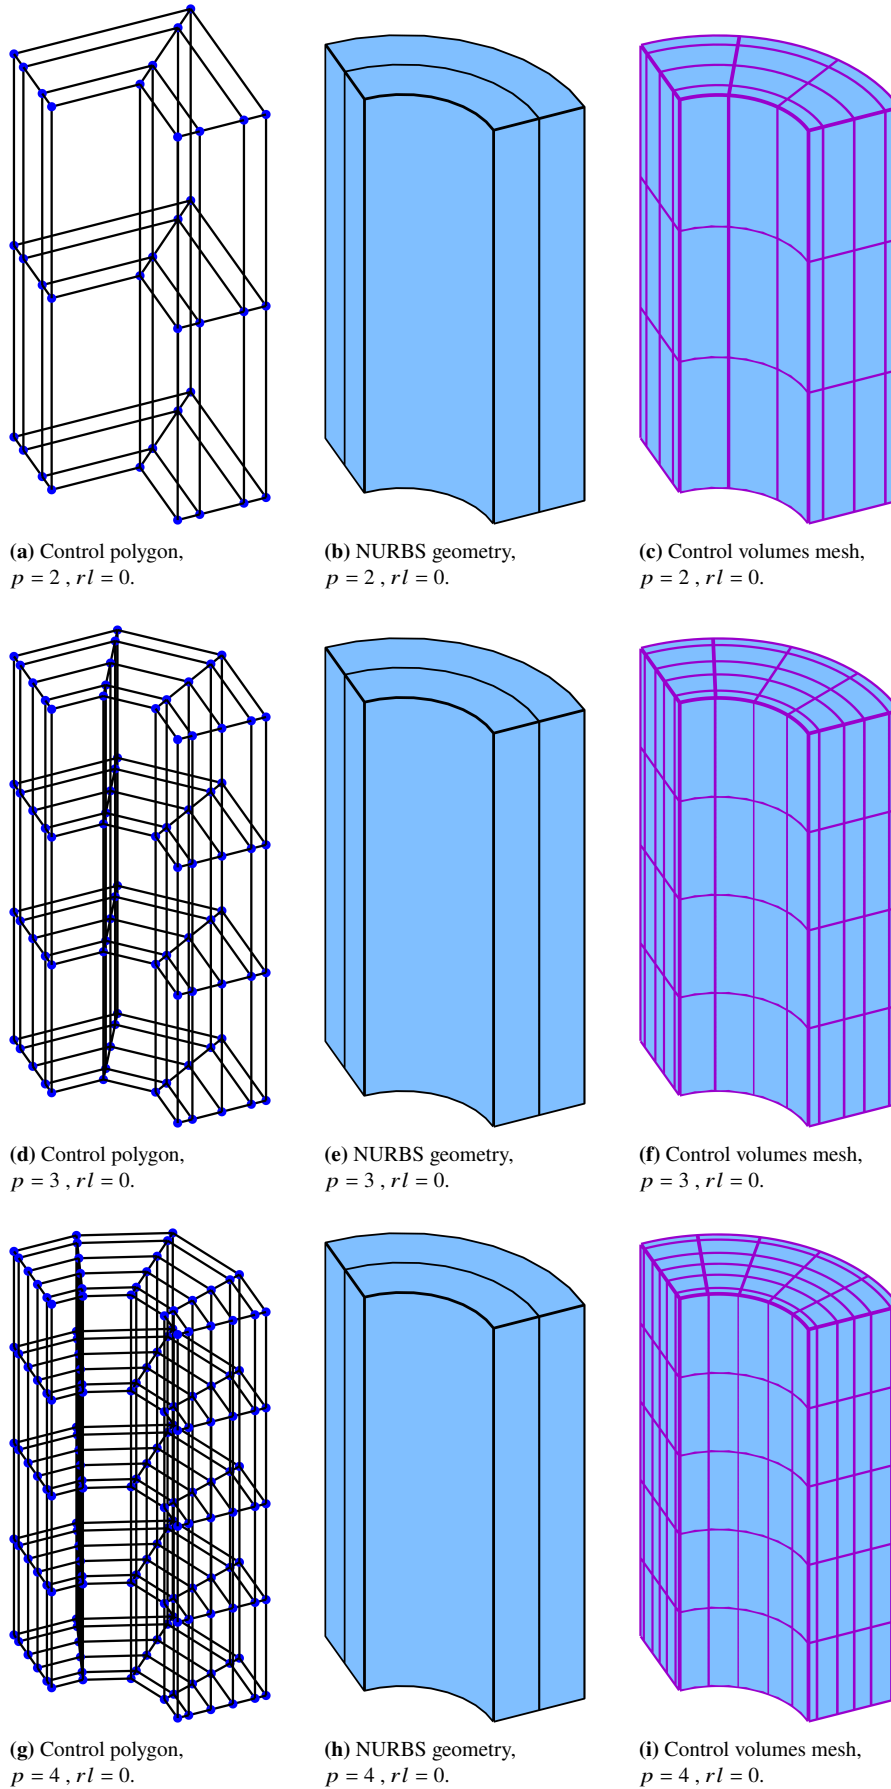 (a) Control polygon,
p = 2 , rl = 0.
(b) NURBS geometry,
p = 2 , rl = 0.
(c) Control volumes mesh,
p = 2 , rl = 0.
(d) Control polygon,
p = 3 , rl = 0.
(e) NURBS geometry,
p = 3 , rl = 0.
(f) Control volumes mesh,
p = 3 , rl = 0.
(g) Control polygon,
p = 4 , rl = 0.
(h) NURBS geometry,
p = 4 , rl = 0.
(i) Control volumes mesh,
p = 4 , rl = 0.